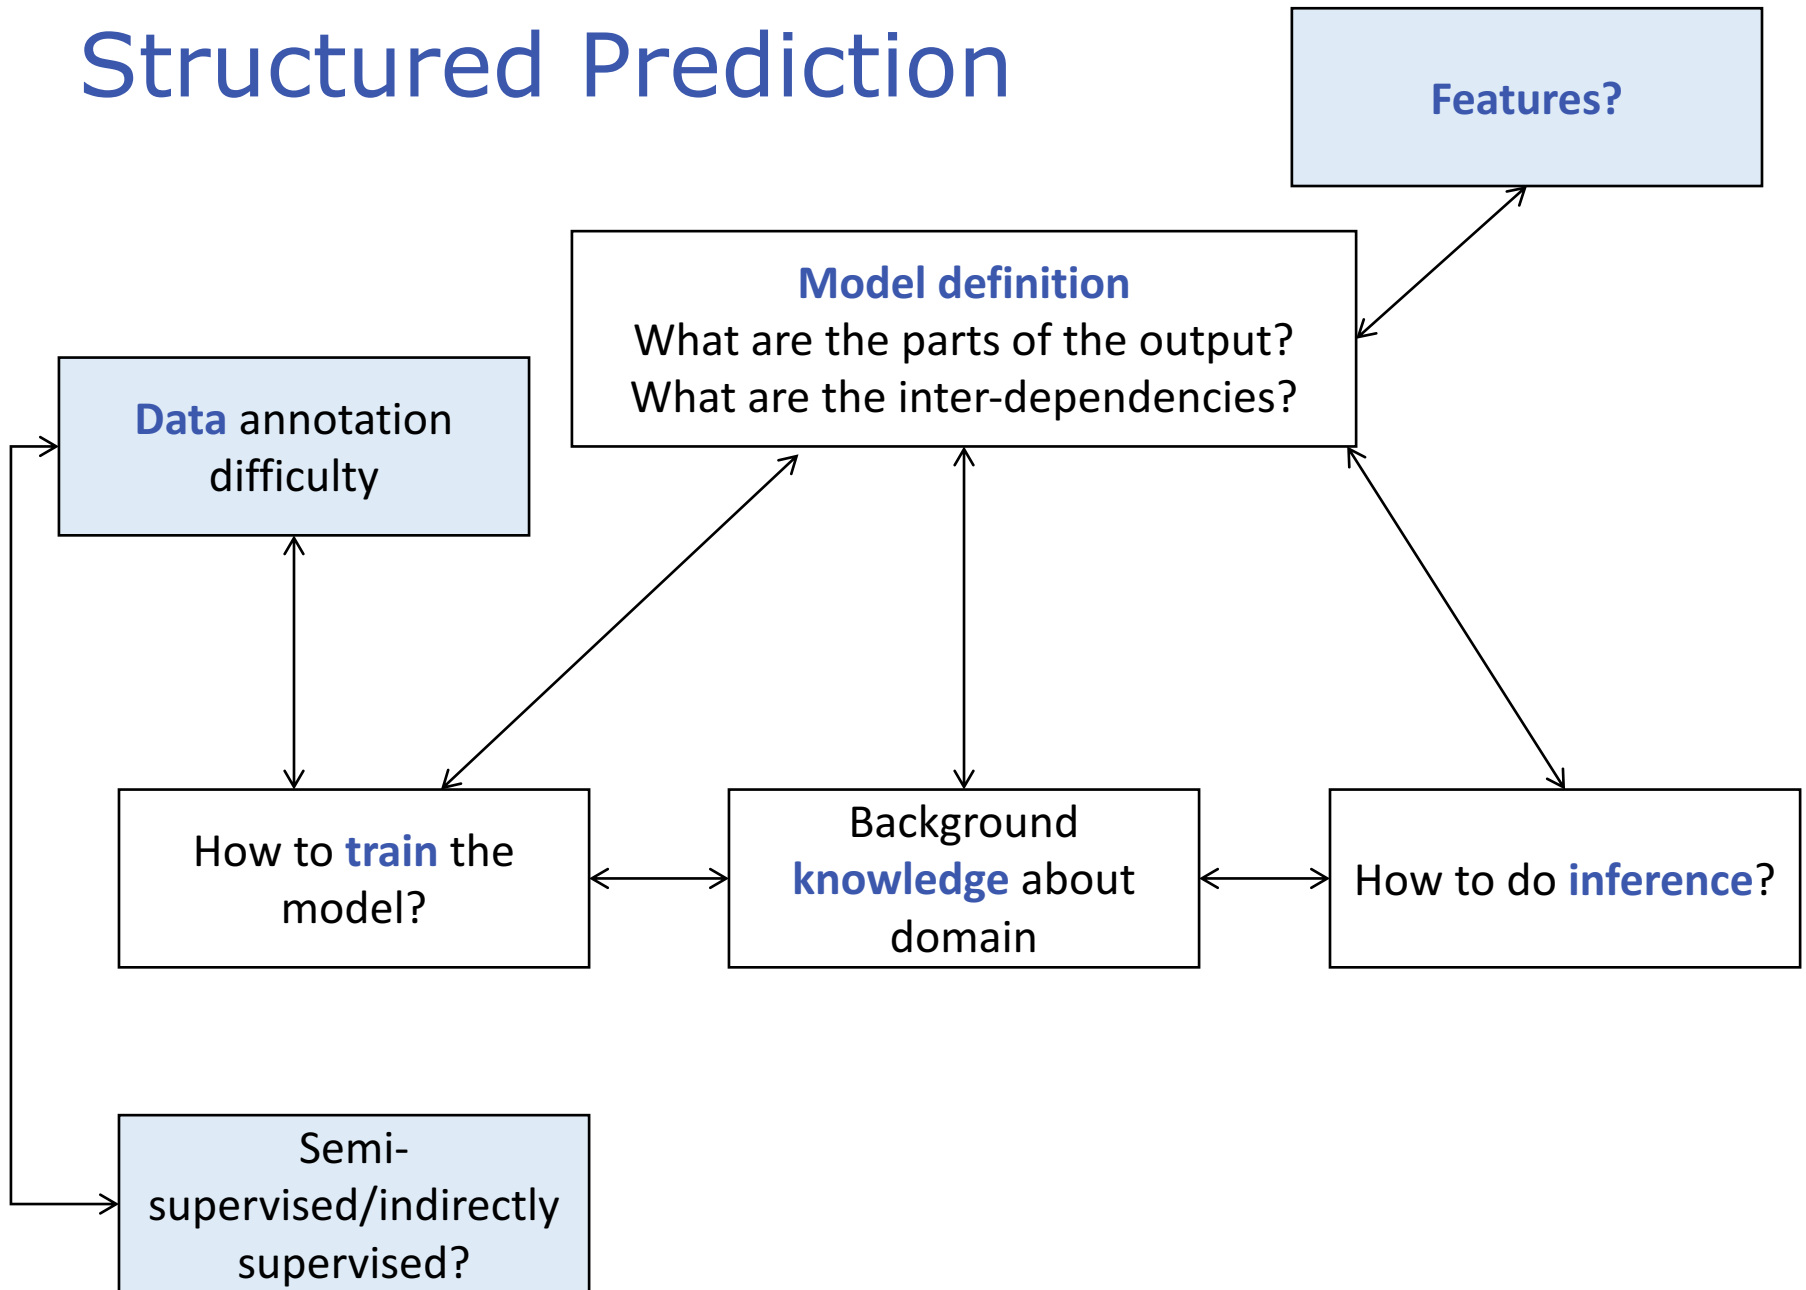 Structured Prediction
Features?
Model definition
What are the parts of the output?
What are the inter-dependencies?
Data annotation
difficulty
How to train the
model?
Background
knowledge about
domain
How to do inference?
Semi-
supervised/indirectly
supervised?